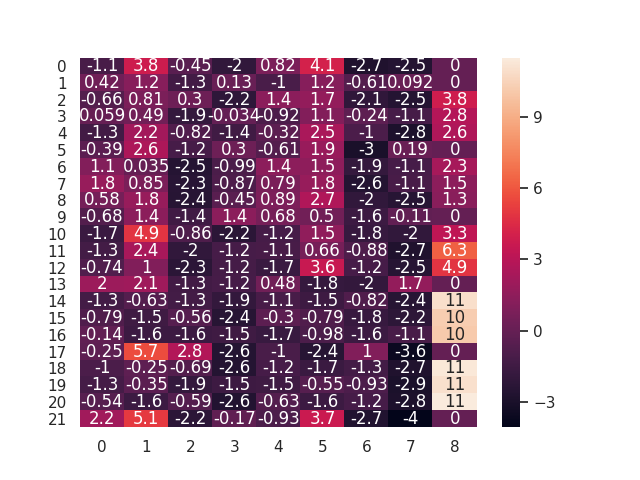 0 -1.1 3.8 -0.45 -2 0.82 4.1 -2.7 -2.5 0
1 0.42 1.2 -1.3 0.13 -1 1.2 -0.61 0.092 0
2 -0.66 0.81 0.3 -2.2 1.4 1.7 -2.1 -2.5 3.8
3 0.059 0.49 -1.9 -0.034 -0.92 1.1 -0.24 -1.1 2.8
4 -1.3 2.2 -0.82 -1.4 -0.32 2.5 -1 -2.8 2.6
5 -0.39 2.6 -1.2 0.3 -0.61 1.9 -3 0.19 0
6 1.1 0.035 -2.5 -0.99 1.4 1.5 -1.9 -1.1 2.3
7 1.8 0.85 -2.3 -0.87 0.79 1.8 -2.6 -1.1 1.5
8 0.58 1.8 -2.4 -0.45 0.89 2.7 -2 -2.5 1.3
9 -0.68 1.4 -1.4 1.4 0.68 0.5 -1.6 -0.11 0
10 -1.7 4.9 -0.86 -2.2 -1.2 1.5 -1.8 -2 3.3
11 -1.3 2.4 -2 -1.2 -1.1 0.66 -0.88 -2.7 6.3
12 -0.74 1 -2.3 -1.2 -1.7 3.6 -1.2 -2.5 4.9
13 2 2.1 -1.3 -1.2 0.48 -1.8 -2 1.7 0
14 -1.3 -0.63 -1.3 -1.9 -1.1 -1.5 -0.82 -2.4 11
15 -0.79 -1.5 -0.56 -2.4 -0.3 -0.79 -1.8 -2.2 10
16 -0.14 -1.6 -1.6 -1.5 -1.7 -0.98 -1.6 -1.1 10
17 -0.25 5.7 2.8 -2.6 -1 -2.4 1 -3.6 0
18 -1 -0.25 -0.69 -2.6 -1.2 -1.7 -1.3 -2.7 11
19 -1.3 -0.35 -1.9 -1.5 -1.5 -0.55 -0.93 -2.9 11
20 -0.54 -1.6 -0.59 -2.6 -0.63 -1.6 -1.2 -2.8 11
21 2.2 5.1 -2.2 -0.17 -0.93 3.7 -2.7 -4 0
0 1 2 3 4 5 6 7 8
9
6
3
0
−3